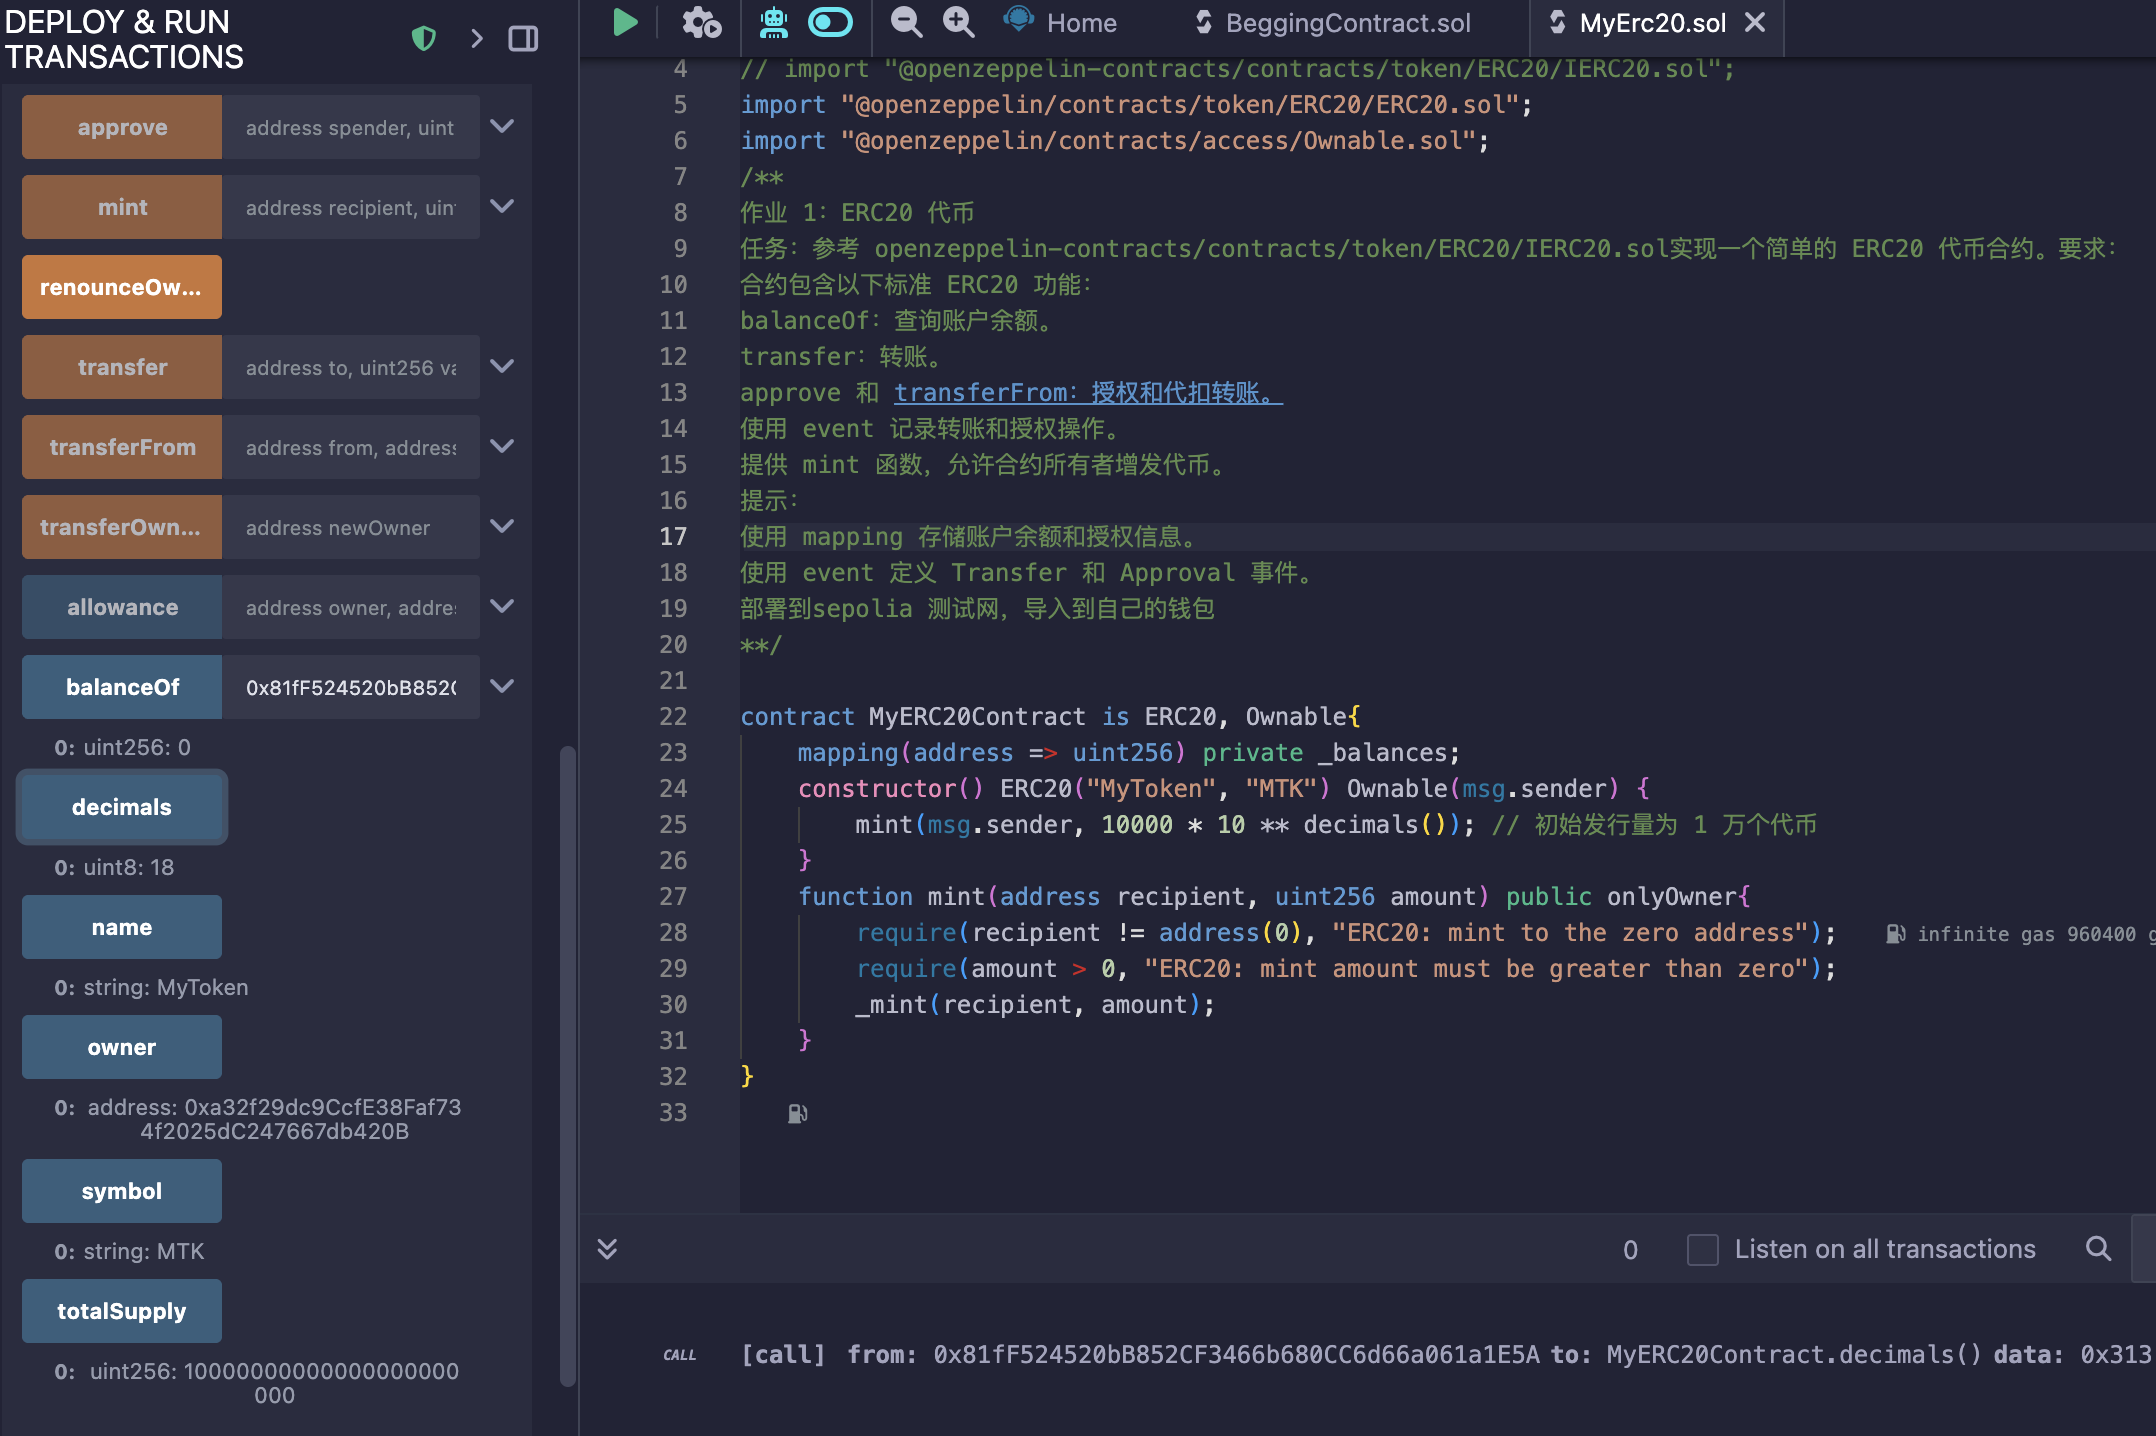 DEPLOY & RUN
TRANSACTIONS
approve address spender, uint
mint address recipient, uin
renounceOw...
transfer address to, uint256 va
transferFrom address from, address
transferOwn... address newOwner
allowance address owner, addre
balanceOf 0x81fF524520bB852C
0: uint256: 0
decimals
0: uint8: 18
name
0: string: MyToken
owner
0: address: 0xa32f29dc9CcfE38Faf73
4f2025dC247667db420B
symbol
0: string: MTK
totalSupply
0: uint256: 10000000000000000000
000
Home BeggingContract.sol MyErc20.sol
4 // import "@openzeppelin-contracts/contracts/token/ERC20/IERC20.sol";
5 import "@openzeppelin/contracts/token/ERC20/ERC20.sol";
6 import "@openzeppelin/contracts/access/Ownable.sol";
7 /**
8 作业 1：ERC20 代币
9 任务：参考 openzeppelin-contracts/contracts/token/ERC20/IERC20.sol实现一个简单的 ERC20 代币合约。要求：
10 合约包含以下标准 ERC20 功能：
11 balanceOf：查询账户余额。
12 transfer：转账。
13 approve 和 transferFrom：授权和代扣转账。
14 使用 event 记录转账和授权操作。
15 提供 mint 函数，允许合约所有者增发代币。
16 提示：
17 使用 mapping 存储账户余额和授权信息。
18 使用 event 定义 Transfer 和 Approval 事件。
19 部署到sepolia 测试网，导入到自己的钱包
20 **/
21
22 contract MyERC20Contract is ERC20, Ownable{
23 mapping(address => uint256) private _balances;
24 constructor() ERC20("MyToken", "MTK") Ownable(msg.sender) {
25 mint(msg.sender, 10000 * 10 ** decimals()); // 初始发行量为 1 万个代币
26 }
27 function mint(address recipient, uint256 amount) public onlyOwner{
28 require(recipient != address(0), "ERC20: mint to the zero address"); infinite gas 960400 g
29 require(amount > 0, "ERC20: mint amount must be greater than zero");
30 _mint(recipient, amount);
31 }
32 }
33
0 Listen on all transactions
CALL [call] from: 0x81fF524520bB852CF3466b680CC6d66a061a1E5A to: MyERC20Contract.decimals() data: 0x313